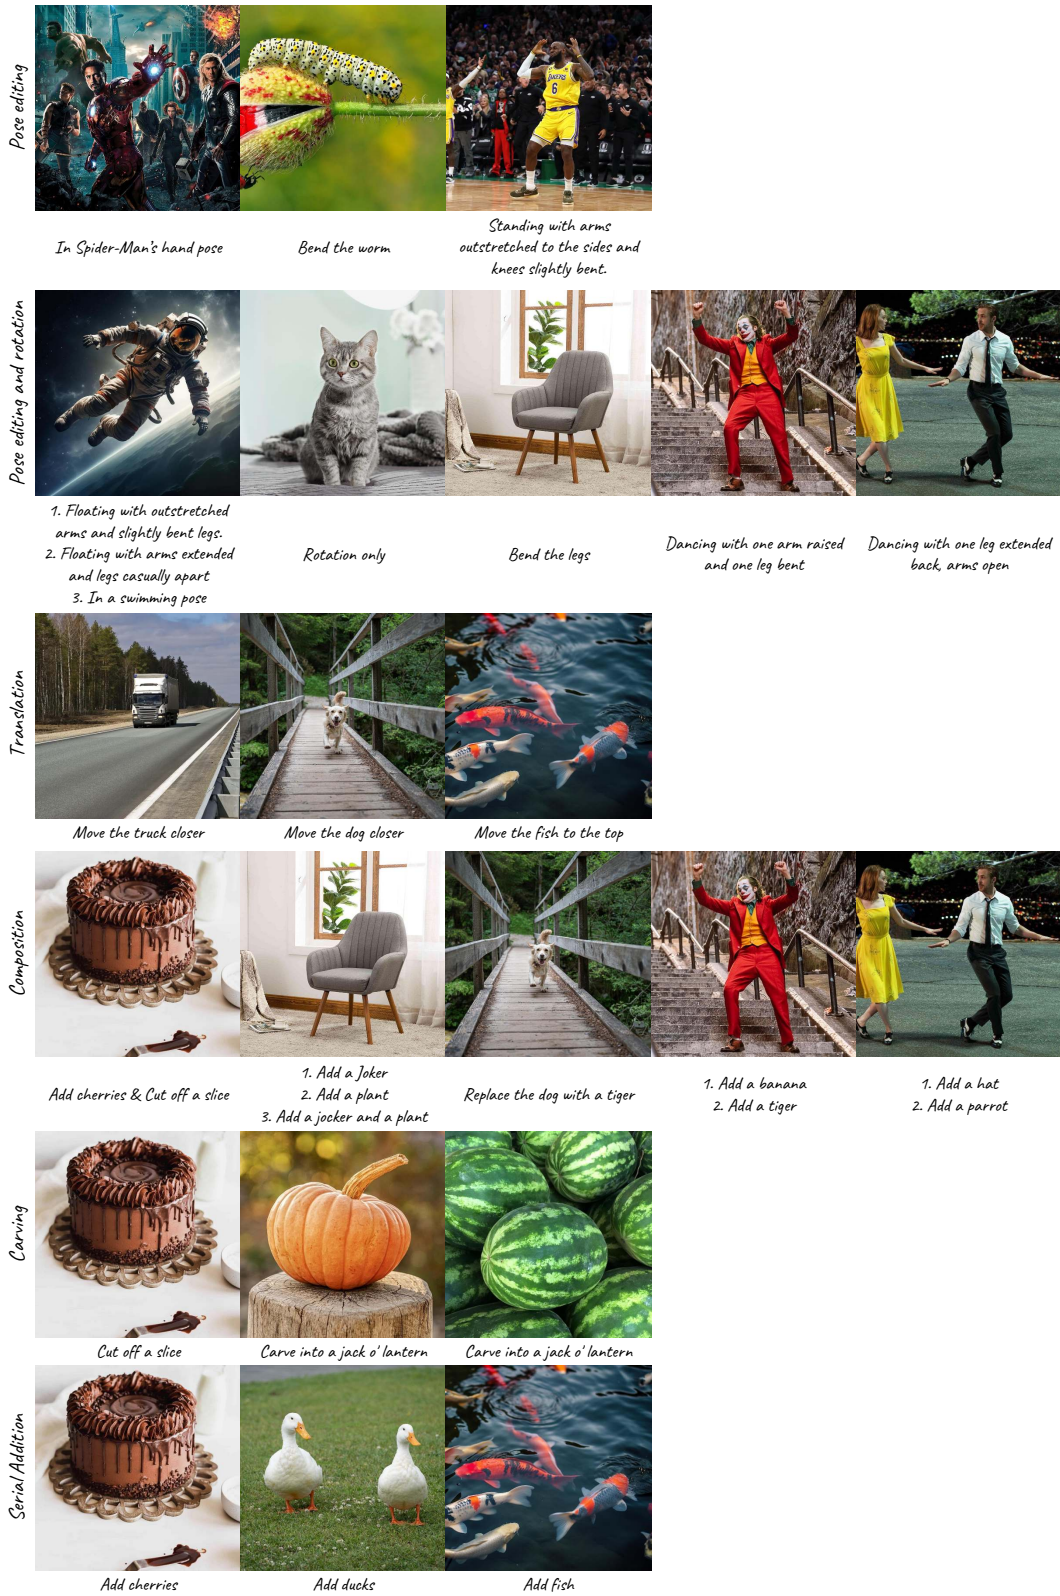 Pose editing
LAKERS
6
In Spider-Man's hand pose
Bend the worm
Standing with arms
outstretched to the sides and
knees slightly bent.
Pose editing and rotation
1. Floating with outstretched
arms and slightly bent legs.
2. Floating with arms extended
and legs casually apart
3. In a swimming pose
Rotation only
Bend the legs
Dancing with one arm raised
and one leg bent
Dancing with one leg extended
back, arms open
Translation
Move the truck closer
Move the dog closer
Move the fish to the top
Composition
Add cherries & Cut off a slice
1. Add a Joker
2. Add a plant
3. Add a jocker and a plant
Replace the dog with a tiger
1. Add a banana
2. Add a tiger
1. Add a hat
2. Add a parrot
Carving
Cut off a slice
Carve into a jack o' lantern
Carve into a jack o' lantern
Serial Addition
Add cherries
Add ducks
Add fish